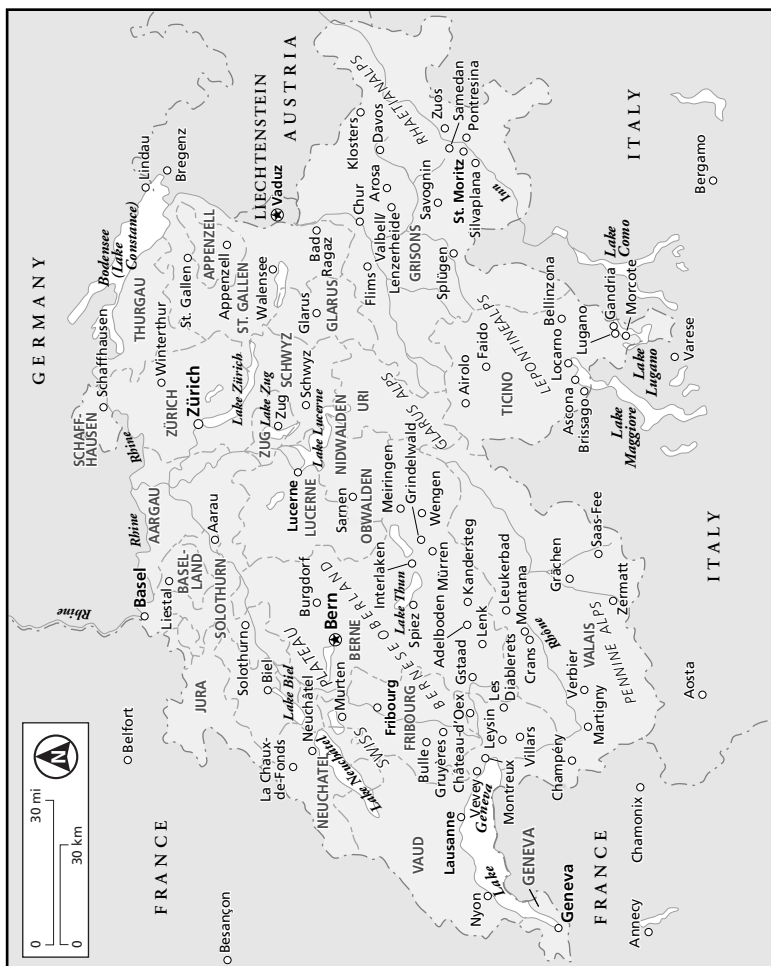 0
30 mi
0
30 km
N
FRANCE
Besançon
Belfort
GERMANY
Rhine
Basel
Rhine
Rhine
SCHAFF-
HAUSEN
Schaffhausen
Bodensee
(Lake
Constance)
Lindau
Bregenz
AUSTRIA
LIECHTENSTEIN
Vaduz
THURGAU
Winterthur
ZÜRICH
Zürich
Lake Zürich
St. Gallen
APPENZELL
Appenzell
ST. GALLEN
Walensee
AARGAU
Aarau
BASEL-
LAND
Liestal
SOLOTHURN
Solothurn
JURA
Biel
Lake Biel
La Chaux-
de-Fonds
Neuchâtel
NEUCHATEL
Lake Neuchâtel
Murten
SWISS
PLATEAU
Bern
BERNE
Burgdorf
Lucerne
LUCERNE
Lake Lucerne
ZUG
Zug
Lake Zug
SCHWYZ
Schwyz
Glarus
GLARUS
Bad
Ragaz
NIDWALDEN
URI
Sarnen
OBWALDEN
Fribourg
FRIBOURG
Bulle
Gruyères
Château-d'Oex
Gstaad
BERNESE OBERLAND
Interlaken
Lake Thun
Spiez
Adelboden
Mürren
Kandersteg
Lenk
Meiringen
Grindelwald
Wengen
GLARUS ALPS
Flims
Chur
Valbell/
Lenzerheide
Arosa
Klosters
Davos
GRISONS
Savognin
Splügen
RHAETIAN ALPS
Zuos
Samedan
Pontresina
St. Moritz
Silvaplana
Inn
LEPONTINE ALPS
Airolo
Faido
TICINO
Bellinzona
Locarno
Ascona
Brissago
Lugano
Gandria
Morcote
Lake
Como
Lake
Lugano
Lake
Maggiore
Varese
Bergamo
ITALY
VAUD
Lausanne
Vevey
Montreux
Leysin
Les
Diablerets
Villars
Lake
Geneva
Nyon
GENEVA
Geneva
FRANCE
Annecy
Chamonix
Champéry
Martigny
Verbier
VALAIS
Crans
Montana
Leukerbad
Rhône
PENNINE ALPS
Grächen
Saas-Fee
Zermatt
Aosta
ITALY